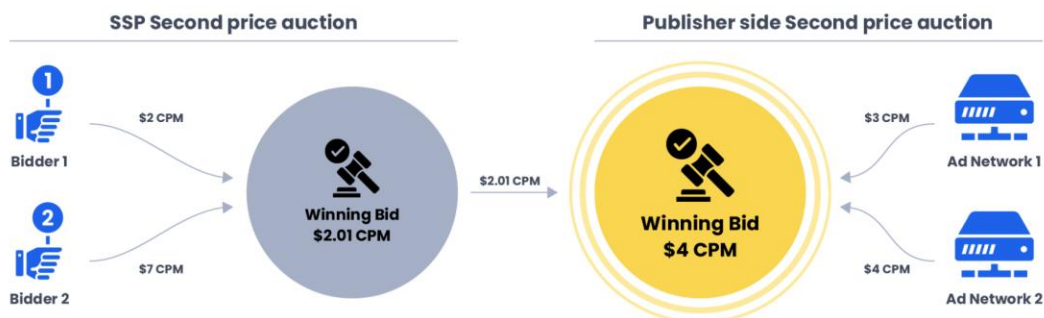 SSP Second price auction
Publisher side Second price auction
1
$2 CPM
Bidder 1
2
$7 CPM
Bidder 2
Winning Bid
$2.01 CPM
$2.01 CPM
Winning Bid
$4 CPM
$3 CPM
Ad Network 1
$4 CPM
Ad Network 2